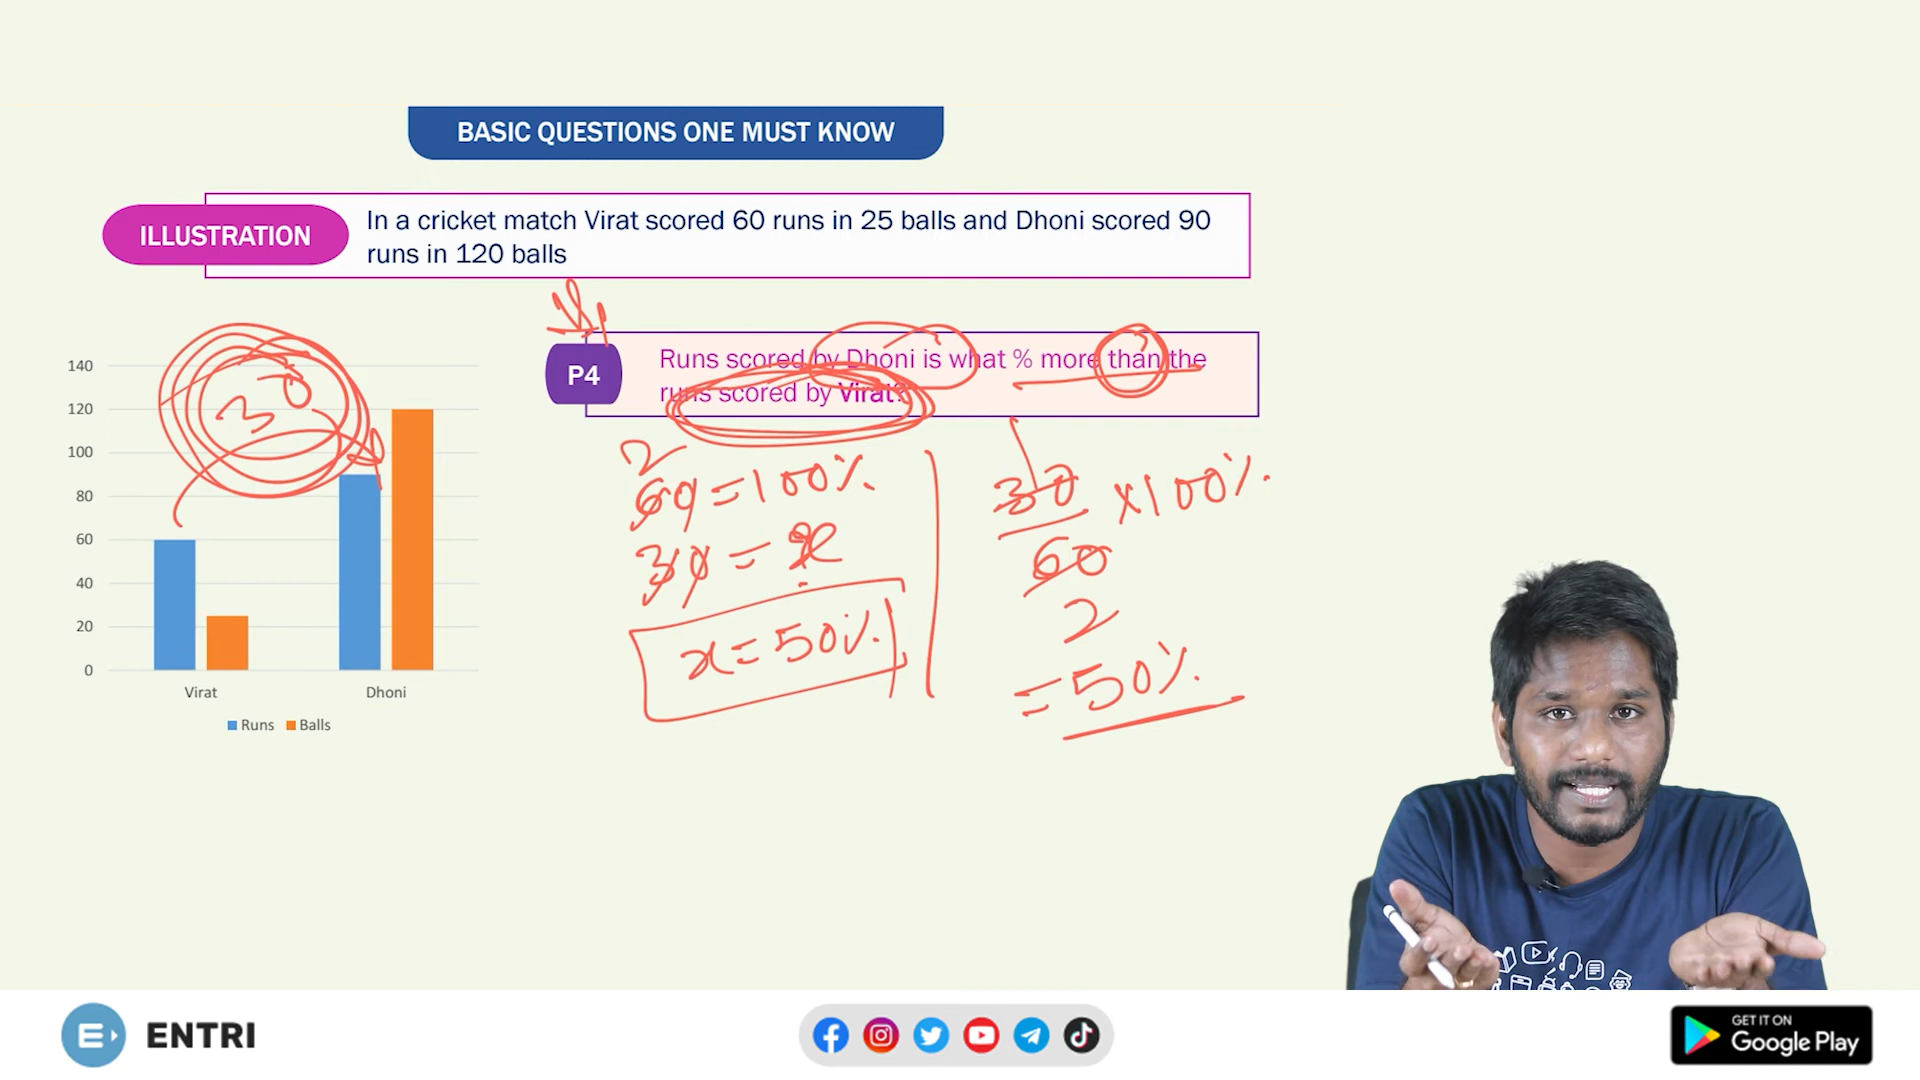 BASIC QUESTIONS ONE MUST KNOW
ILLUSTRATION
In a cricket match Virat scored 60 runs in 25 balls and Dhoni scored 90
runs in 120 balls
P4
Runs scored by Dhoni is what % more than the
runs scored by Virat?
140
120
100
80
60
40
20
0
Virat
Dhoni
Runs
Balls
30
2
60 = 100%
30 = x
x = 50%
30
60
× 100%
2
= 50%
ENTRI
GET IT ON
Google Play